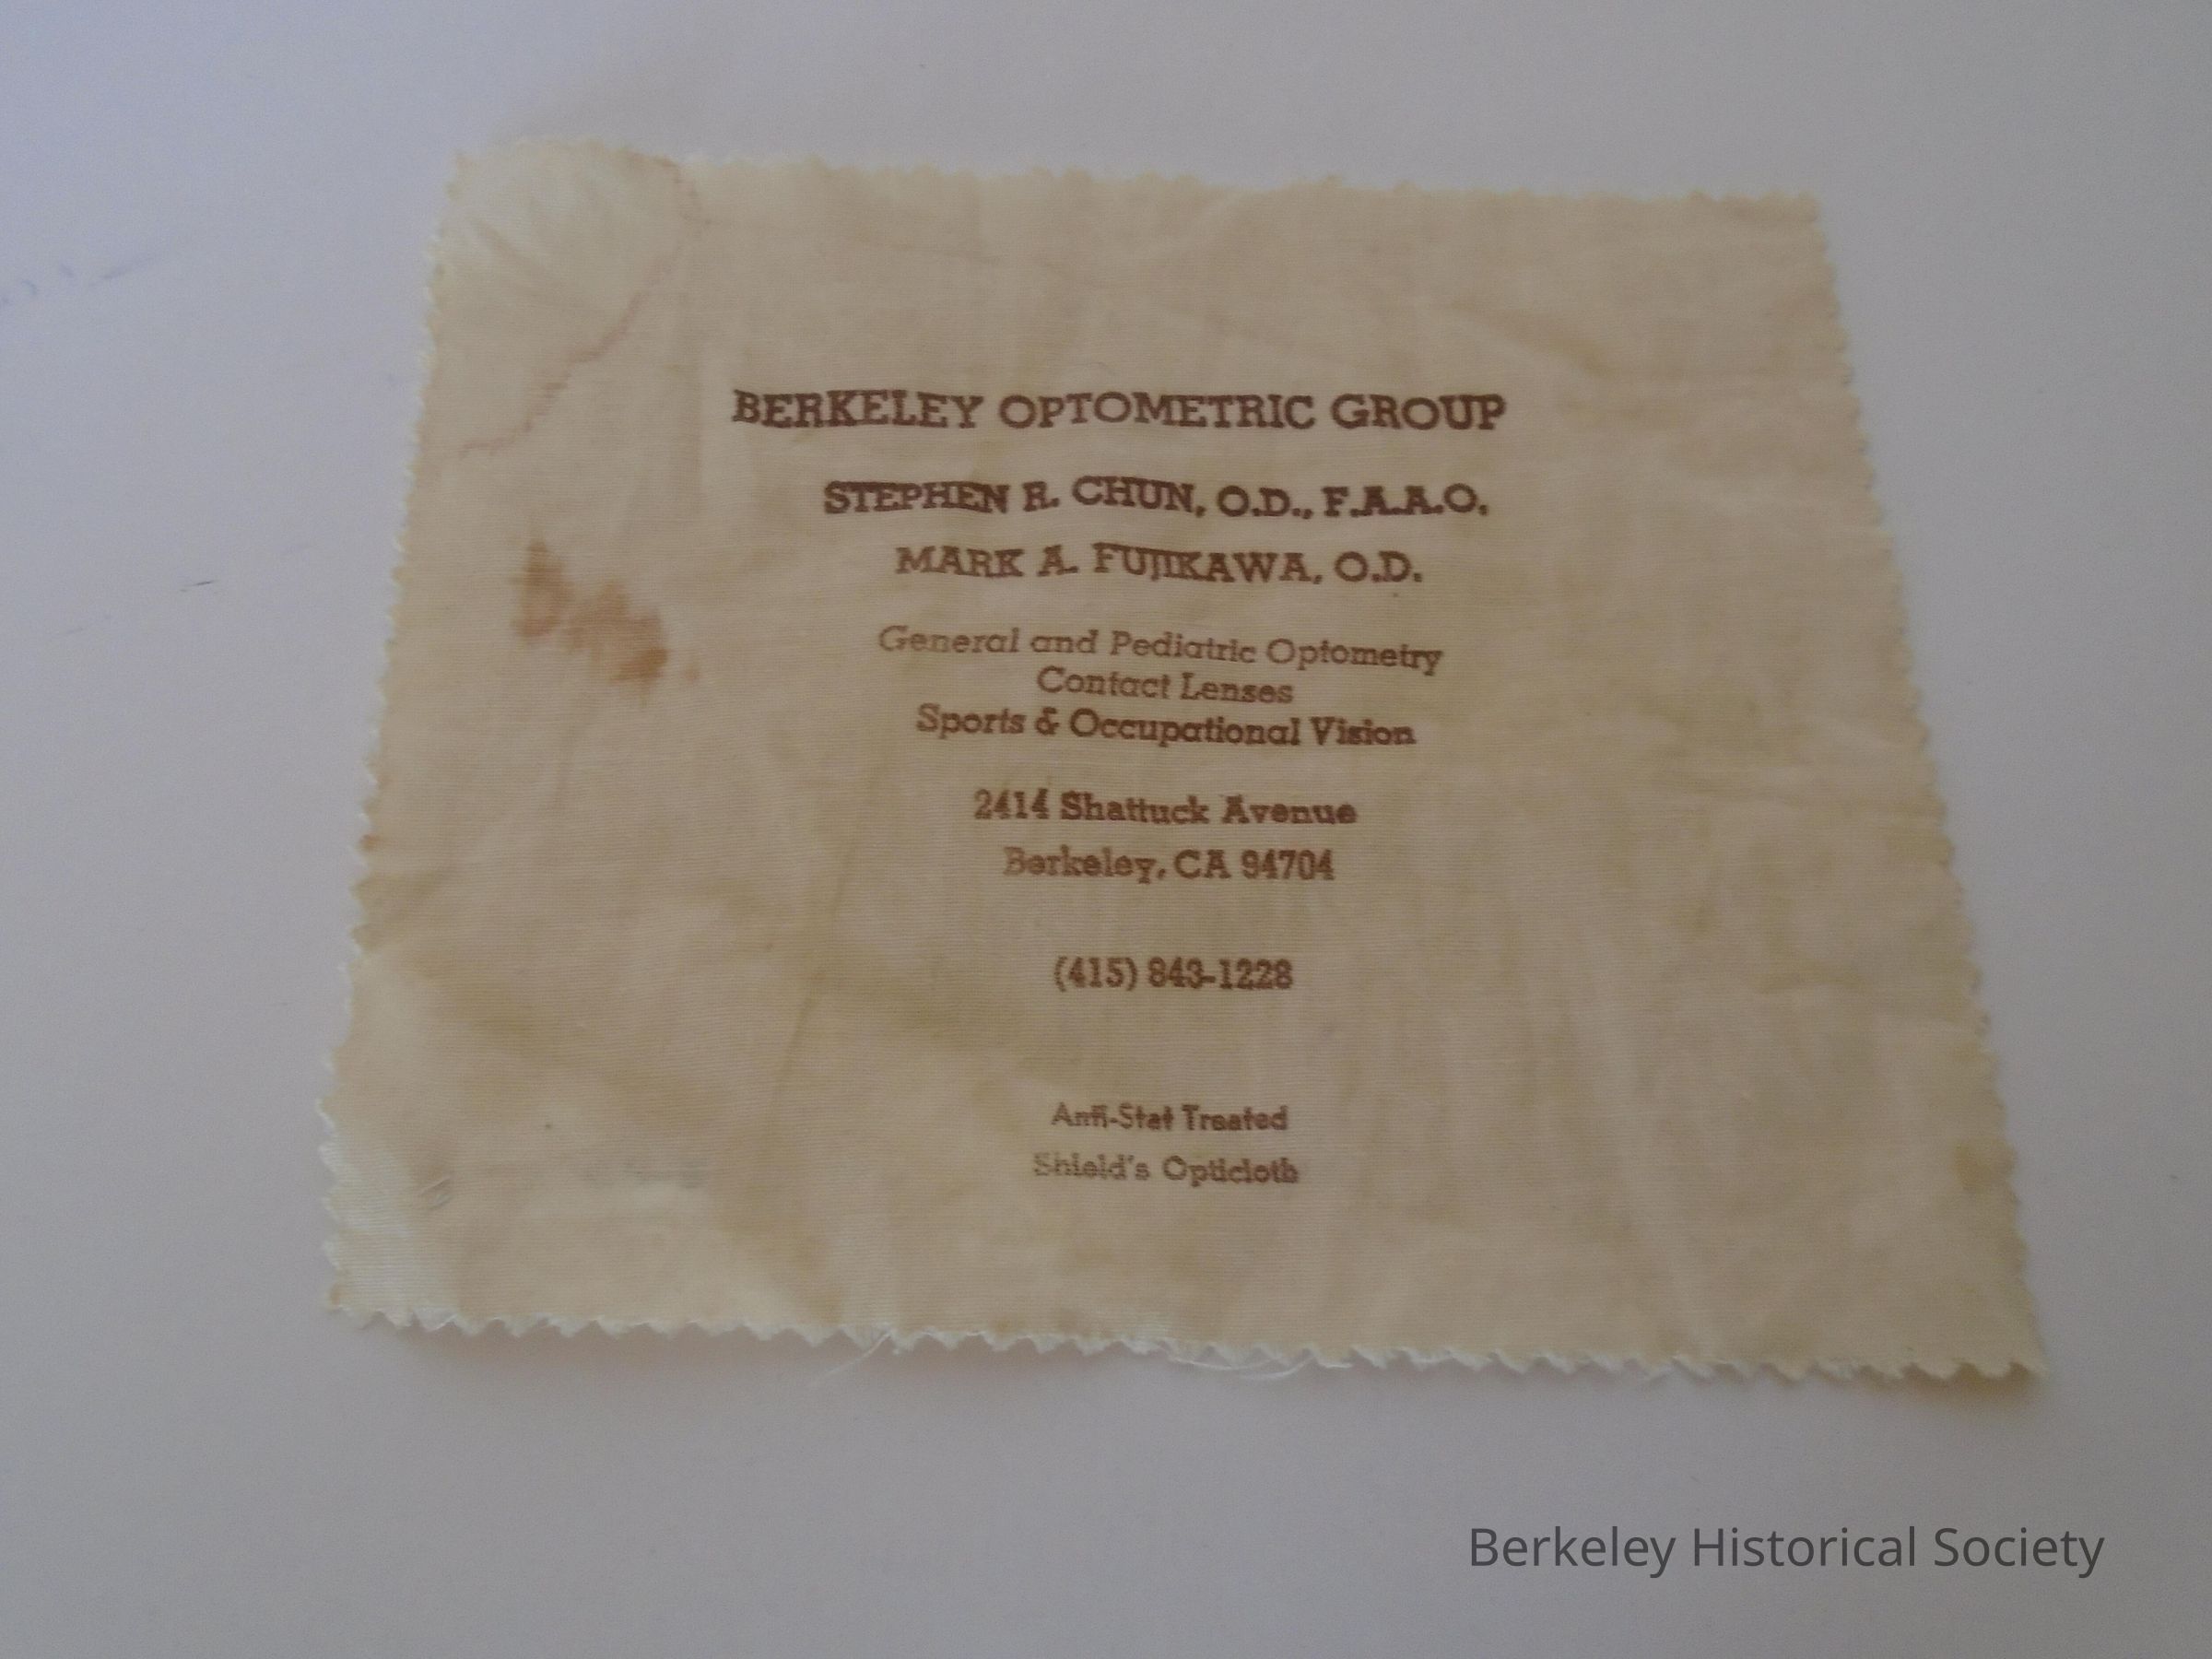 BERKELEY OPTOMETRIC GROUP
STEPHEN R. CHUN, O.D., F.A.A.O.
MARK A. FUJIKAWA, O.D.
General and Pediatric Optometry
Contact Lenses
Sports & Occupational Vision
2414 Shattuck Avenue
Berkeley, CA 94704
(415) 843-1228
Anti-Stat Treated
Shield's Opticloth
Berkeley Historical Society